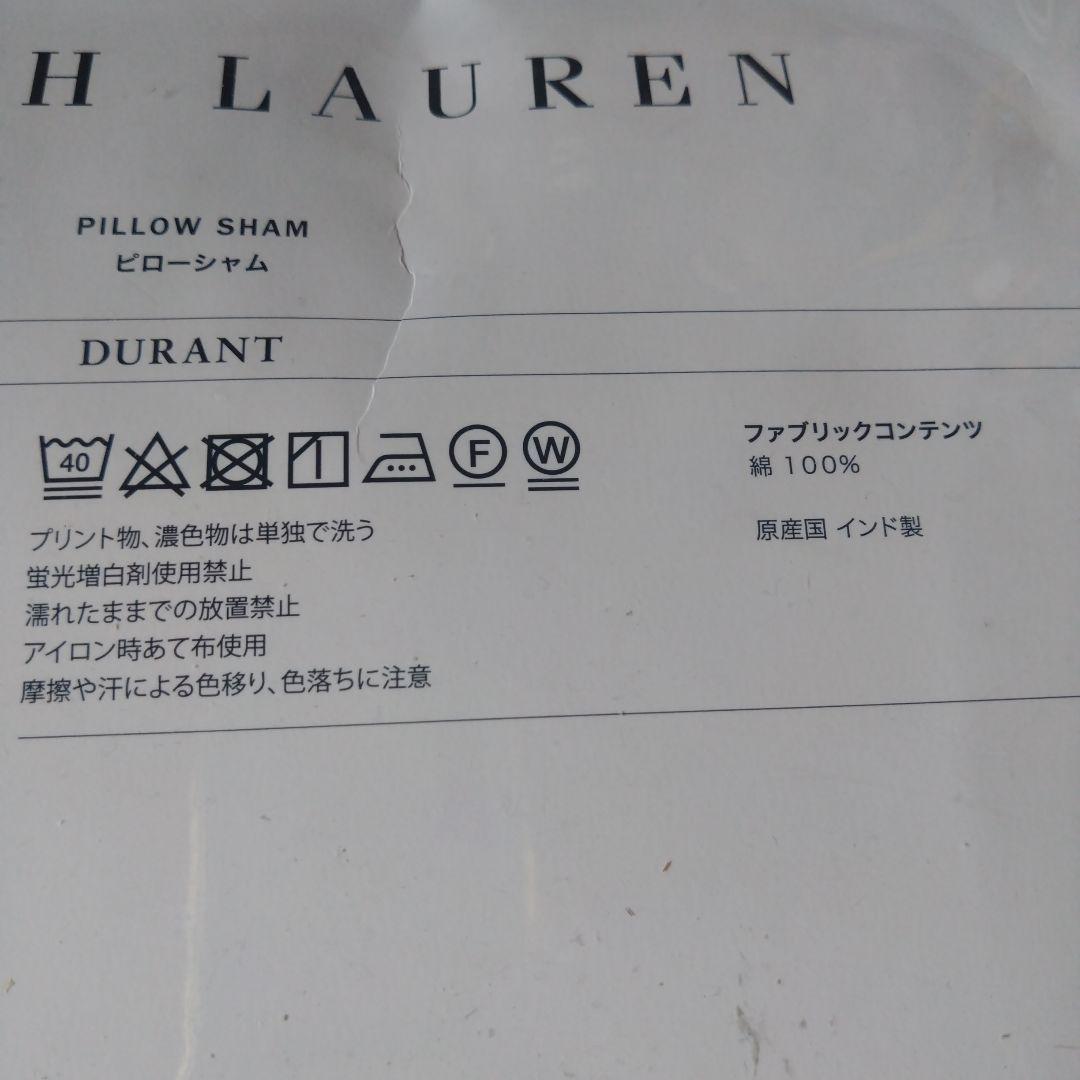 H LAUREN
PILLOW SHAM
ピローシャム
DURANT
40 F W
プリント物、濃色物は単独で洗う
蛍光増白剤使用禁止
濡れたままでの放置禁止
アイロン時あて布使用
摩擦や汗による色移り、色落ちに注意
ファブリックコンテンツ
綿 100%
原産国 インド製